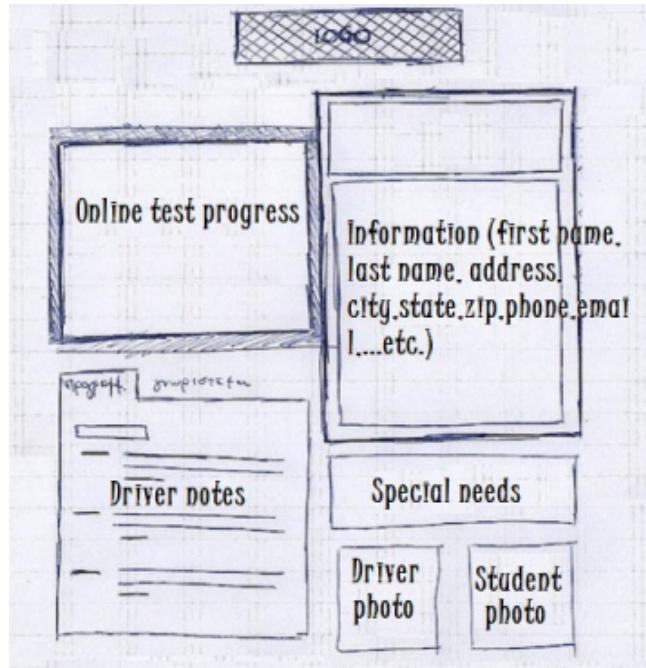 LOGO
Online test progress
Information (first name,
last name, address,
city,state,zip,phone,emai
l,...etc.)
Driver notes
Special needs
Driver
photo
Student
photo